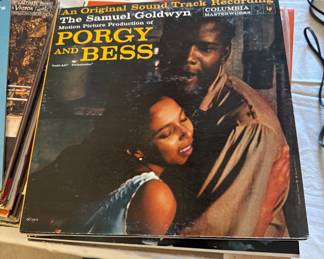 An Original Sound Track Recording
The Samuel Goldwyn
COLUMBIA
MASTERWORKS
Motion Picture Production of
PORGY
AND BESS